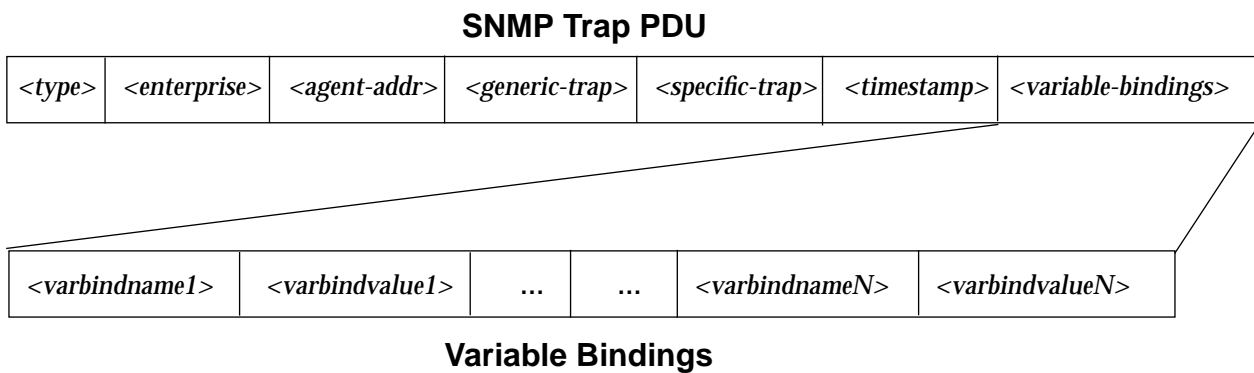 SNMP Trap PDU
<type> <enterprise> <agent-addr> <generic-trap> <specific-trap> <timestamp> <variable-bindings>
<varbindname1> <varbindvalue1> ... ... <varbindnameN> <varbindvalueN>
Variable Bindings